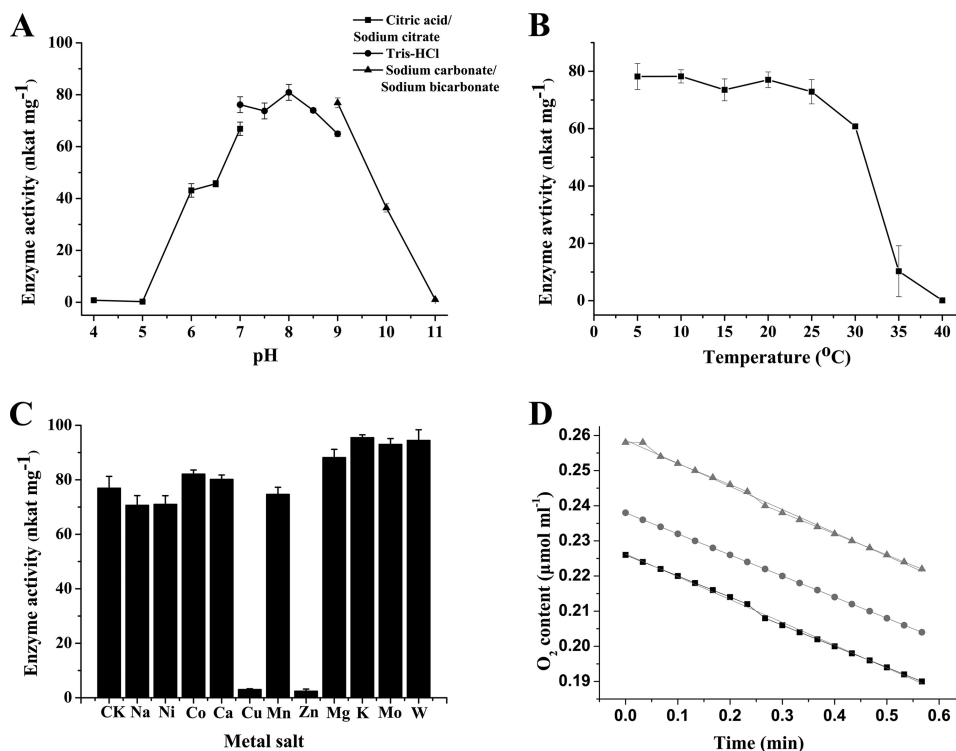 A
Citric acid/
Sodium citrate
Tris-HCl
Sodium carbonate/
Sodium bicarbonate
Enzyme activity (nkat mg-1)
100
80
60
40
20
0
4 5 6 7 8 9 10 11
pH
B
Enzyme avtivity (nkat mg-1)
100
80
60
40
20
0
0 5 10 15 20 25 30 35 40
Temperature (oC)
C
Enzyme activity (nkat mg-1)
100
80
60
40
20
0
CK Na Ni Co Ca Cu Mn Zn Mg K Mo W
Metal salt
D
O2 content (μmol ml-1)
0.26
0.25
0.24
0.23
0.22
0.21
0.20
0.19
0.0 0.1 0.2 0.3 0.4 0.5 0.6
Time (min)